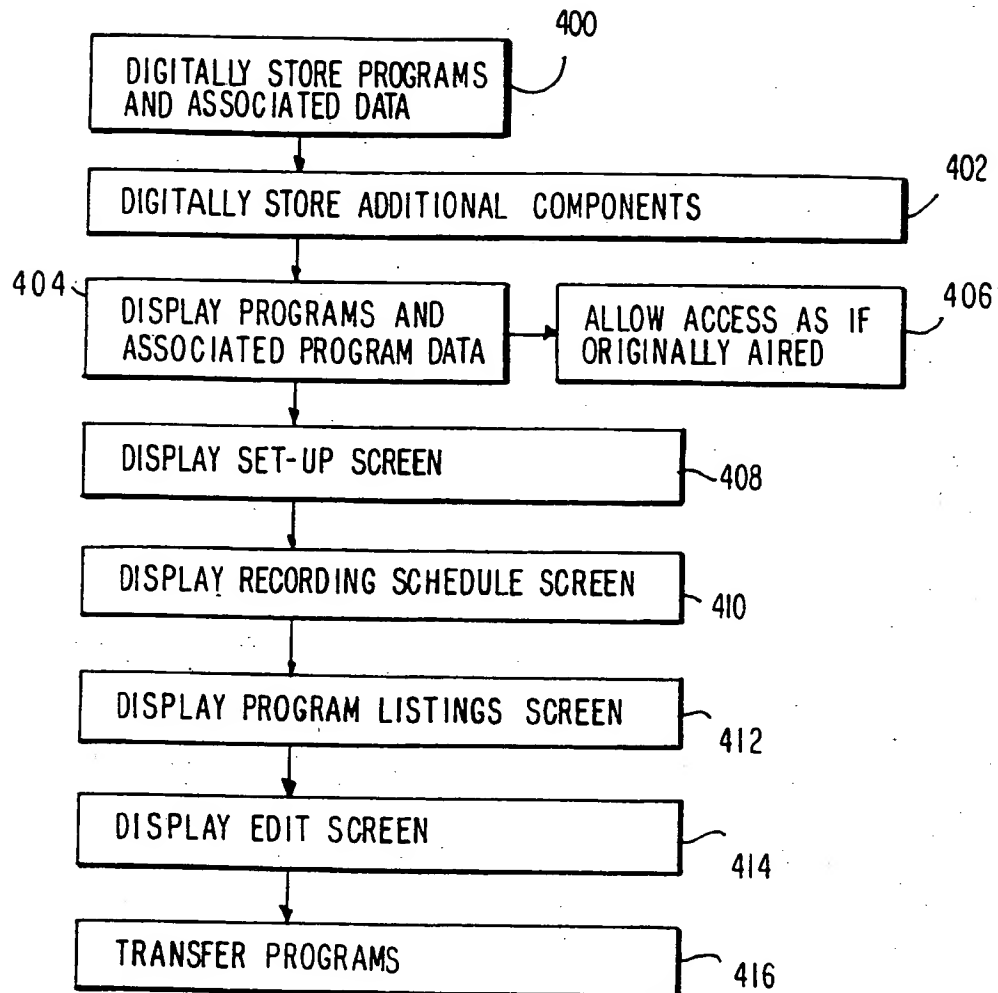 400
DIGITALLY STORE PROGRAMS
AND ASSOCIATED DATA
402
DIGITALLY STORE ADDITIONAL COMPONENTS
404
DISPLAY PROGRAMS AND
ASSOCIATED PROGRAM DATA
406
ALLOW ACCESS AS IF
ORIGINALLY AIRED
DISPLAY SET-UP SCREEN
408
DISPLAY RECORDING SCHEDULE SCREEN
410
DISPLAY PROGRAM LISTINGS SCREEN
412
DISPLAY EDIT SCREEN
414
TRANSFER PROGRAMS
416